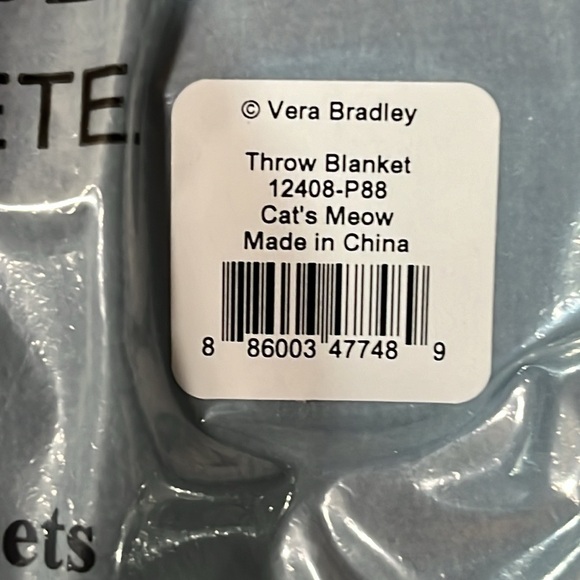 ETE
© Vera Bradley
Throw Blanket
12408-P88
Cat's Meow
Made in China
8 86003 47748 9
ets